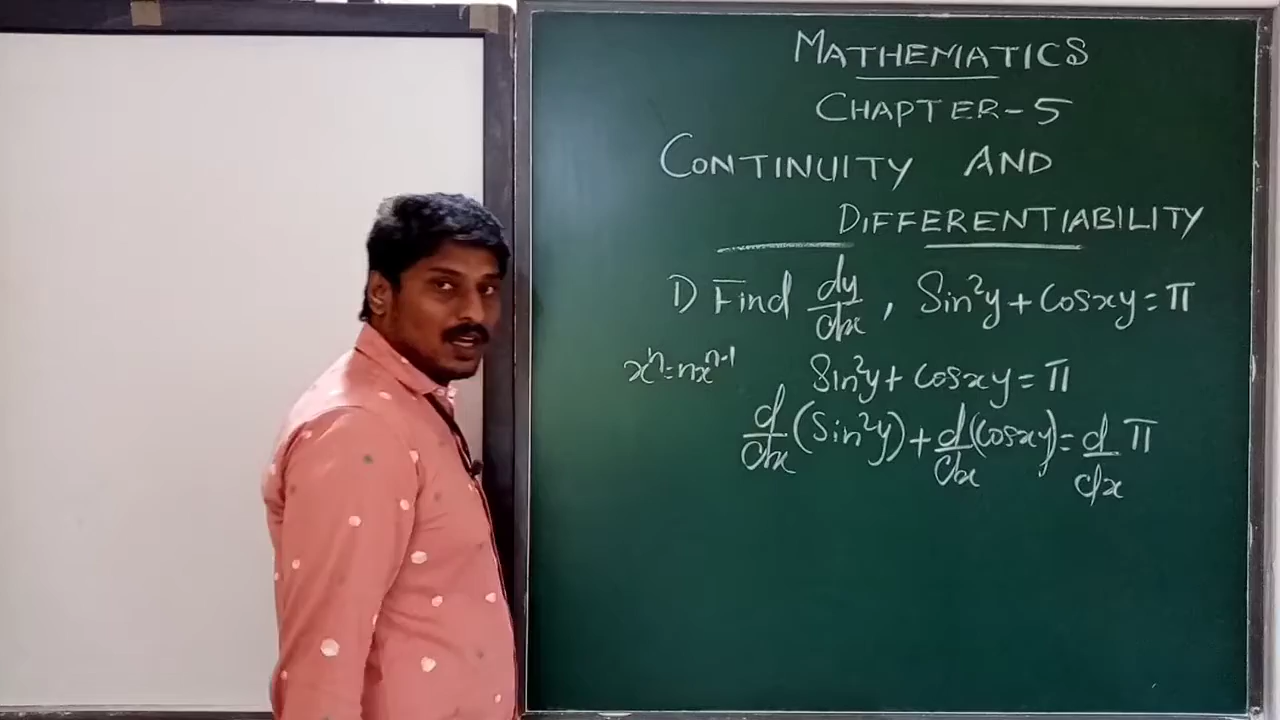 MATHEMATICS
CHAPTER-5
CONTINUITY AND
DIFFERENTIABILITY
1) Find dy/dx, Sin²y + Cosxy = π
xⁿ = nxⁿ⁻¹
Sin²y + Cosxy = π
d/dx (Sin²y) + d/dx (Cosxy) = d/dx π